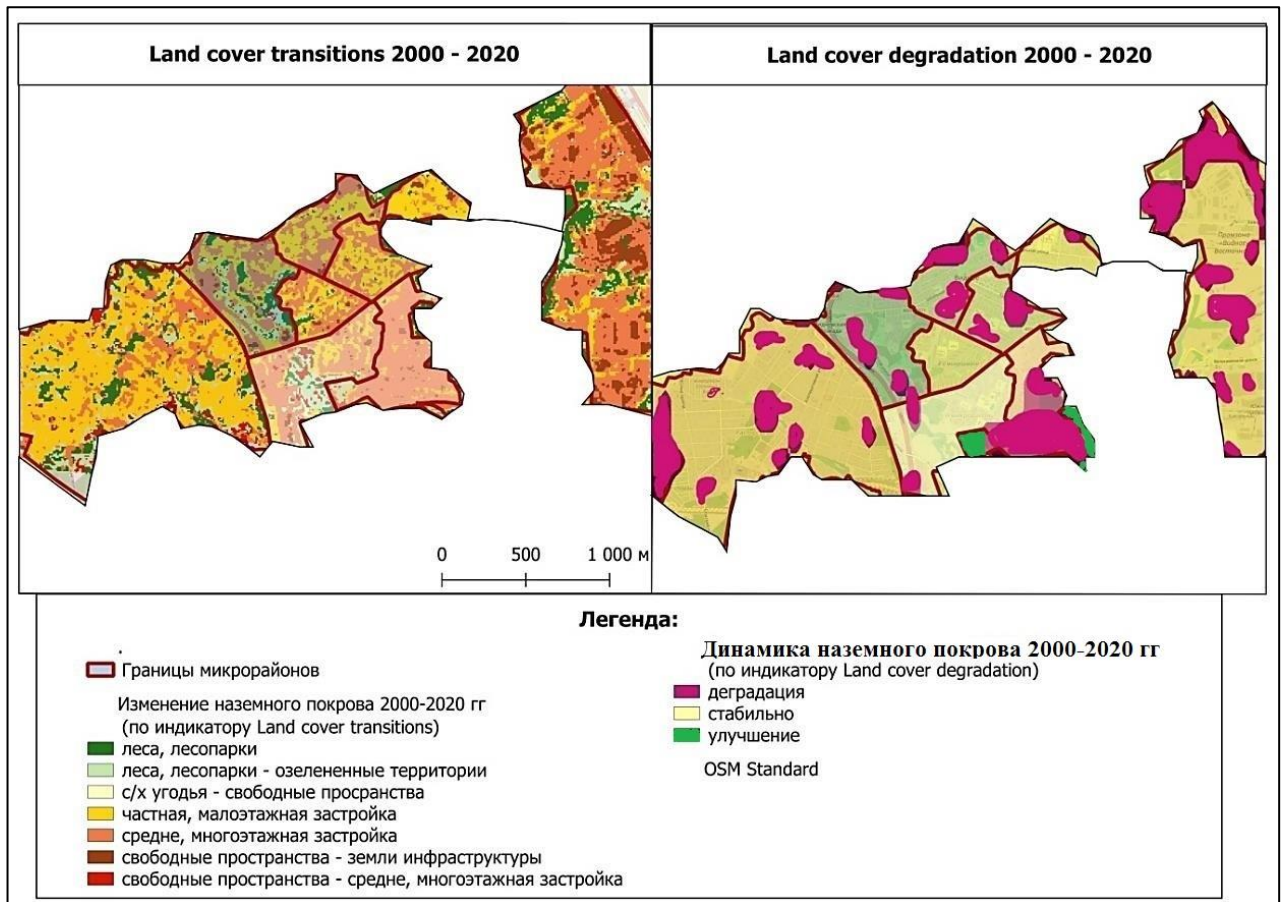 Land cover transitions 2000 - 2020
Land cover degradation 2000 - 2020
0 500 1 000 м
Легенда:
Границы микрорайонов
Изменение наземного покрова 2000-2020 гг
(по индикатору Land cover transitions)
леса, лесопарки
леса, лесопарки - озелененные территории
с/х угодья - свободные просранства
частная, малоэтажная застройка
средне, многоэтажная застройка
свободные пространства - земли инфраструктуры
свободные пространства - средне, многоэтажная застройка
Динамика наземного покрова 2000-2020 гг
(по индикатору Land cover degradation)
деградация
стабильно
улучшение
OSM Standard